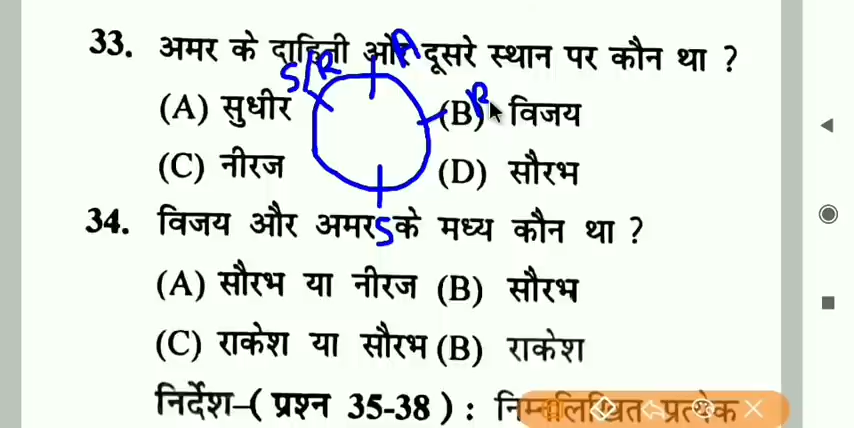 33. अमर के दाहिनी ओर दूसरे स्थान पर कौन था ?
S/R A
(A) सुधीर (B) विजय
R
(C) नीरज (D) सौरभ
S
34. विजय और अमर के मध्य कौन था ?
(A) सौरभ या नीरज (B) सौरभ
(C) राकेश या सौरभ (B) राकेश
निर्देश–( प्रश्न 35-38 ) : निम्नलिखित प्रत्येक